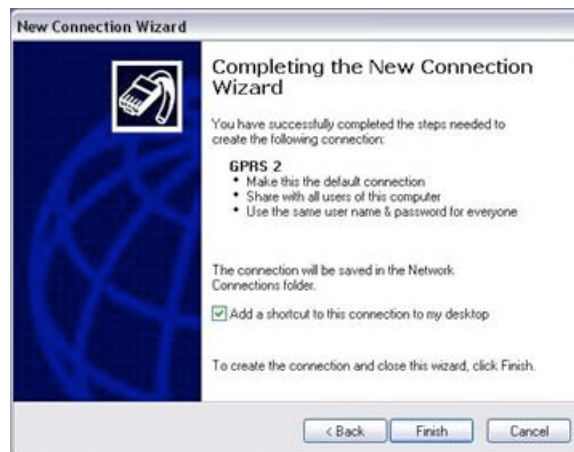 New Connection Wizard
Completing the New Connection
Wizard
You have successfully completed the steps needed to
create the following connection:
GPRS 2
• Make this the default connection
• Share with all users of this computer
• Use the same user name & password for everyone
The connection will be saved in the Network
Connections folder.
Add a shortcut to this connection to my desktop
To create the connection and close this wizard, click Finish.
< Back Finish Cancel